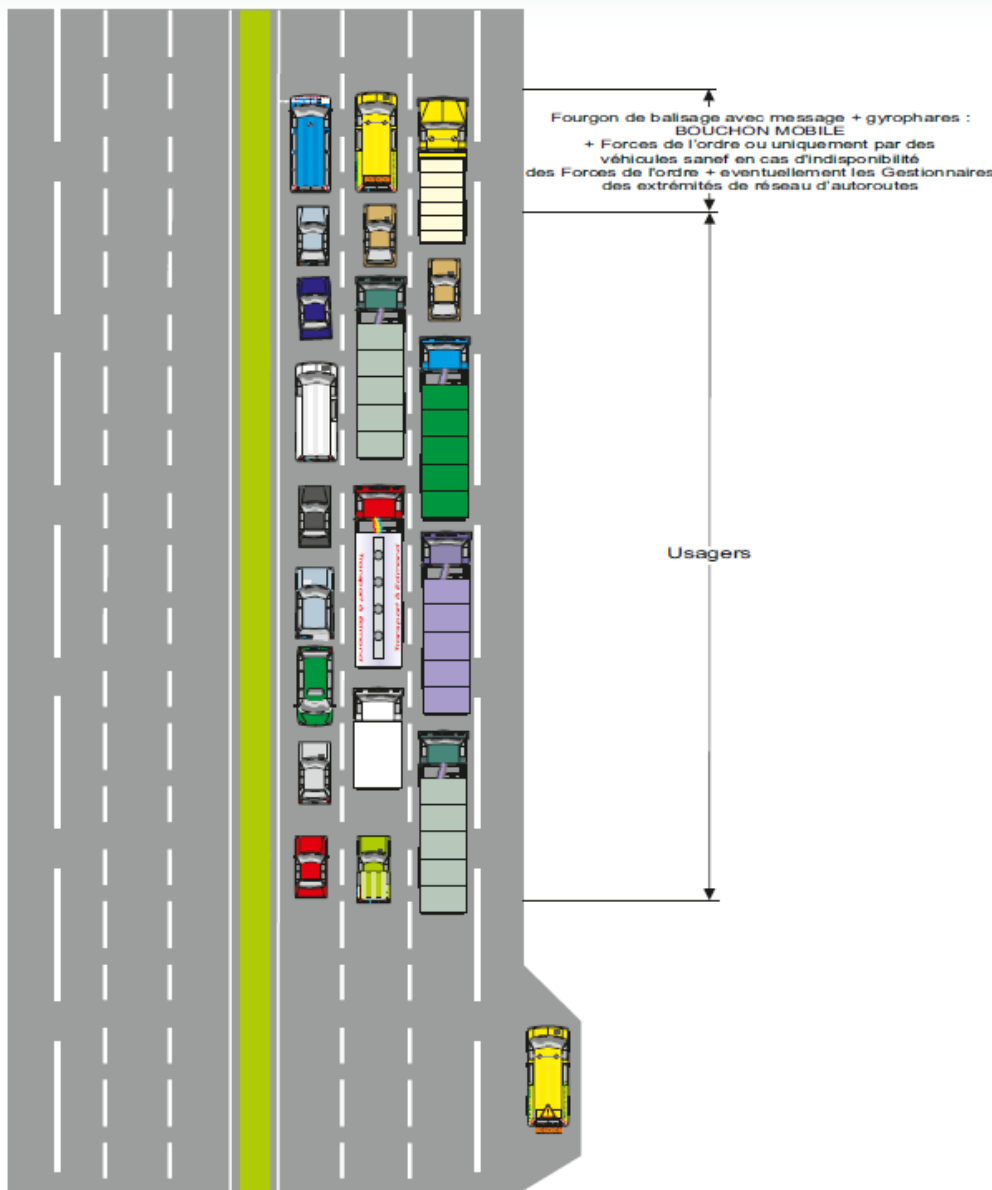 Fourgon de balisage avec message + gyrophares :
BOUCHON MOBILE
+ Forces de l'ordre ou uniquement par des
véhicules sanef en cas d'indisponibilité
des Forces de l'ordre + eventuellement les Gestionnaires
des extrémités de réseau d'autoroutes
Usagers